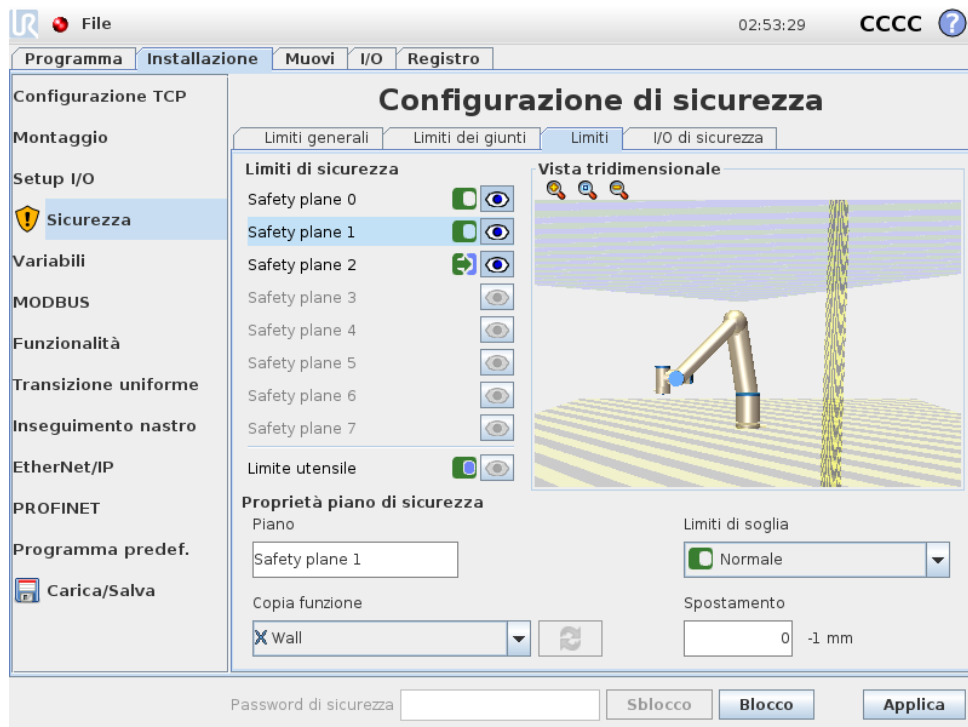 UR File 02:53:29 CCCC ?
Programma Installazione Muovi I/O Registro
Configurazione TCP
Montaggio
Setup I/O
Sicurezza
Variabili
MODBUS
Funzionalità
Transizione uniforme
Inseguimento nastro
EtherNet/IP
PROFINET
Programma predef.
Carica/Salva
Configurazione di sicurezza
Limiti generali Limiti dei giunti Limiti I/O di sicurezza
Limiti di sicurezza
Safety plane 0
Safety plane 1
Safety plane 2
Safety plane 3
Safety plane 4
Safety plane 5
Safety plane 6
Safety plane 7
Limite utensile
Vista tridimensionale
Proprietà piano di sicurezza
Piano
Safety plane 1
Limiti di soglia
Normale
Copia funzione
Wall
Spostamento
0 -1 mm
Password di sicurezza Sblocco Blocco Applica